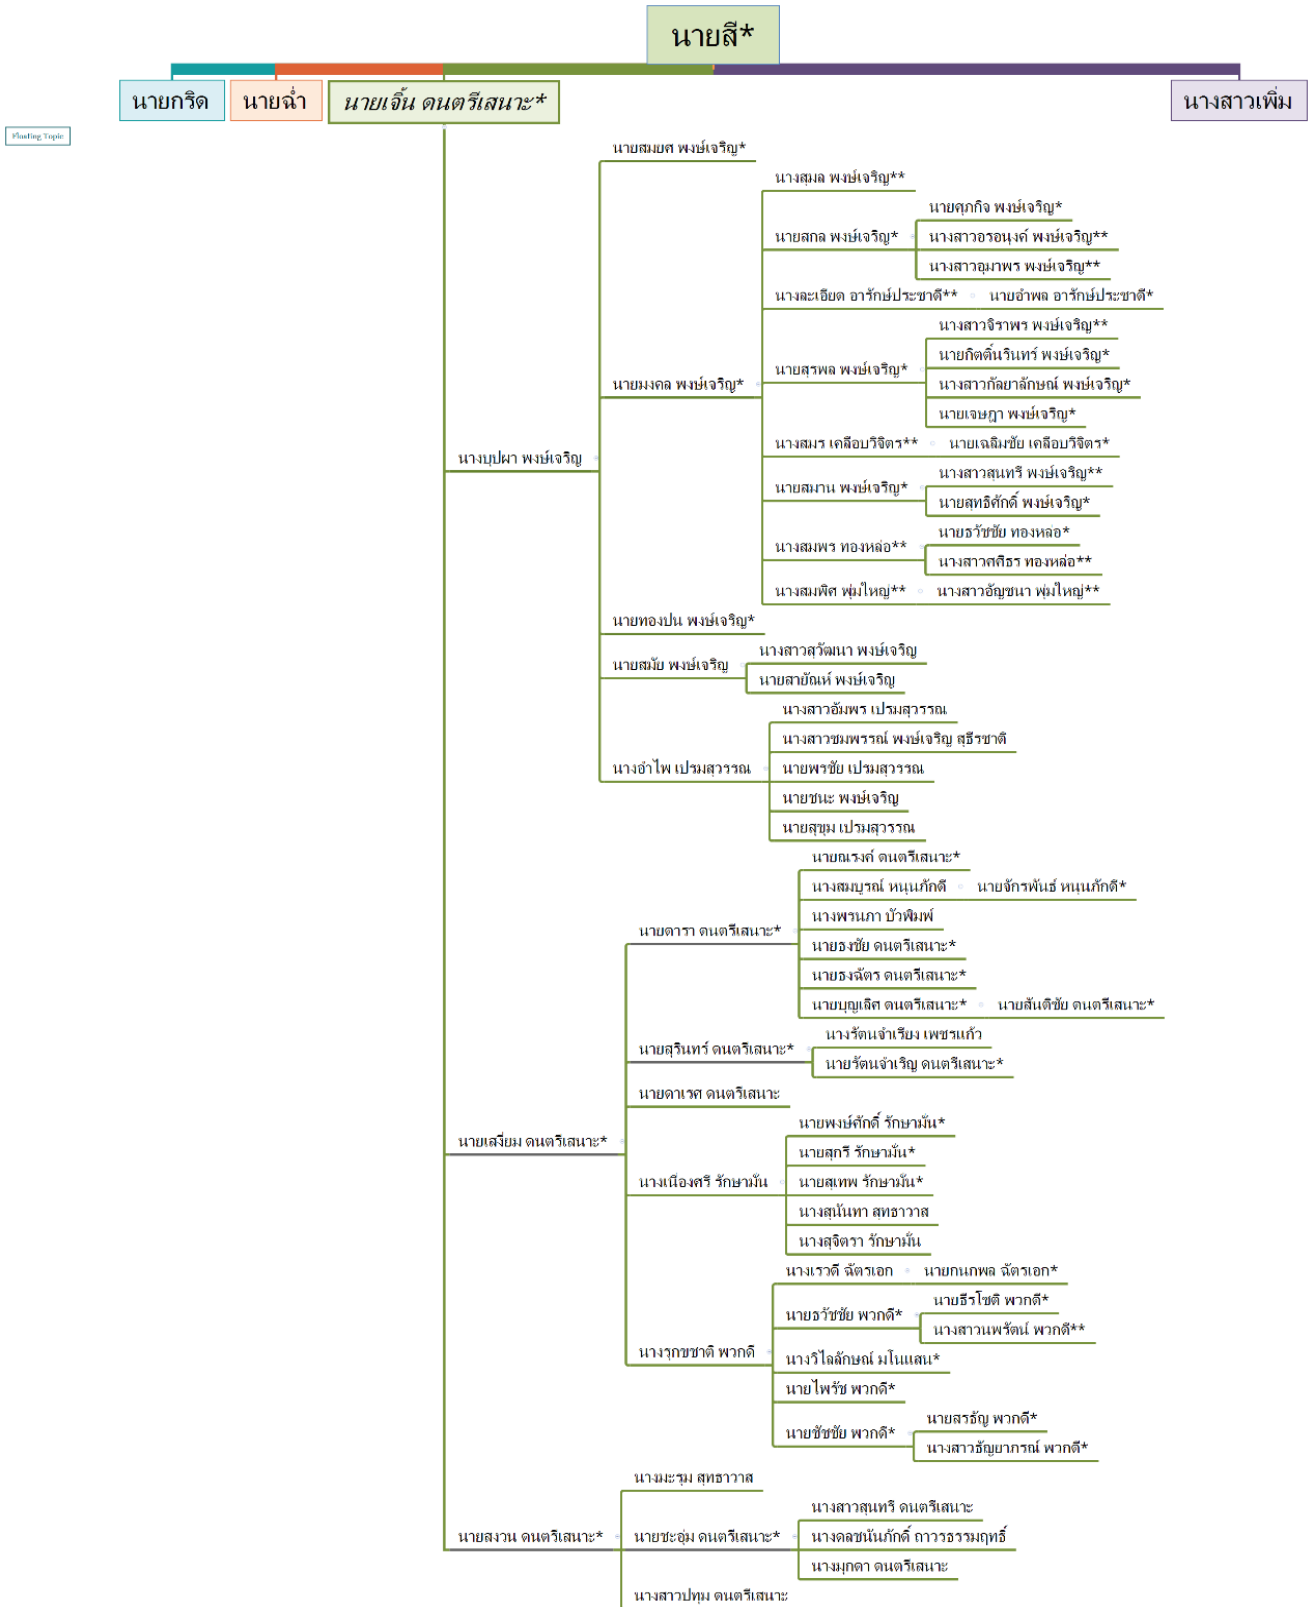 นายสี*
นายกริด
นายฉ่ำ
นายเจิ้น ดนตรีเสนาะ*
นางสาวเพิ่ม
Floating Topic
นายสมยศ พงษ์เจริญ*
นางสุมล พงษ์เจริญ**
นายศุภกิจ พงษ์เจริญ*
นายสกล พงษ์เจริญ*
นางสาวอรอนงค์ พงษ์เจริญ**
นางสาวอุมาพร พงษ์เจริญ**
นางละเอียด อารักษ์ประชาดี**
นายอำพล อารักษ์ประชาดี*
นางสาวจิราพร พงษ์เจริญ**
นายกิตติ์นรินทร์ พงษ์เจริญ*
นายสุรพล พงษ์เจริญ*
นายมงคล พงษ์เจริญ*
นางสาวกัลยาลักษณ์ พงษ์เจริญ*
นายเจษฎา พงษ์เจริญ*
นางสมร เคลือบวิจิตร**
นายเฉลิมชัย เคลือบวิจิตร*
นางบุปผา พงษ์เจริญ
นางสาวสุนทรี พงษ์เจริญ**
นายสมาน พงษ์เจริญ*
นายสุทธิศักดิ์ พงษ์เจริญ*
นายธวัชชัย ทองหล่อ*
นางสมพร ทองหล่อ**
นางสาวศศิธร ทองหล่อ**
นางสมพิศ พุ่มใหญ่**
นางสาวอัญชนา พุ่มใหญ่**
นายทองปน พงษ์เจริญ*
นางสาวสุวัฒนา พงษ์เจริญ
นายสมัย พงษ์เจริญ
นายสายัณห์ พงษ์เจริญ
นางสาวอัมพร เปรมสุวรรณ
นางสาวชมพรรณ์ พงษ์เจริญ สุธีรชาติ
นางอำไพ เปรมสุวรรณ
นายพรชัย เปรมสุวรรณ
นายชนะ พงษ์เจริญ
นายสุขุม เปรมสุวรรณ
นายณรงค์ ดนตรีเสนาะ*
นางสมบูรณ์ หนุนภักดี
นายจักรพันธ์ หนุนภักดี*
นางพรนภา บัวพิมพ์
นายดารา ดนตรีเสนาะ*
นายธงชัย ดนตรีเสนาะ*
นายธงฉัตร ดนตรีเสนาะ*
นายบุญเลิศ ดนตรีเสนาะ*
นายสันติชัย ดนตรีเสนาะ*
นางรัตนจำเรียง เพชรแก้ว
นายสุรินทร์ ดนตรีเสนาะ*
นายรัตนจำเริญ ดนตรีเสนาะ*
นายดาเรศ ดนตรีเสนาะ
นายพงษ์ศักดิ์ รักษามั่น*
นายเสงี่ยม ดนตรีเสนาะ*
นายสุกรี รักษามั่น*
นางเนื่องศรี รักษามั่น
นายสุเทพ รักษามั่น*
นางสุนันทา สุทธาวาส
นางสุจิตรา รักษามั่น
นางเรวดี ฉัตรเอก
นายกนกพล ฉัตรเอก*
นายธีรโชติ พวกดี*
นายธวัชชัย พวกดี*
นางสาวนพรัตน์ พวกดี**
นางรุกขชาติ พวกดี
นางวิไลลักษณ์ มโนแสน*
นายไพรัช พวกดี*
นายสรธัญ พวกดี*
นายชัชชัย พวกดี*
นางสาวธัญยาภรณ์ พวกดี*
นางมะรุม สุทธาวาส
นางสาวสุนทรี ดนตรีเสนาะ
นายสงวน ดนตรีเสนาะ*
นายชะอุ่ม ดนตรีเสนาะ*
นางดลชนันภักดิ์ ถาวรธรรมฤทธิ์
นางมุกดา ดนตรีเสนาะ
นางสาวปทุม ดนตรีเสนาะ